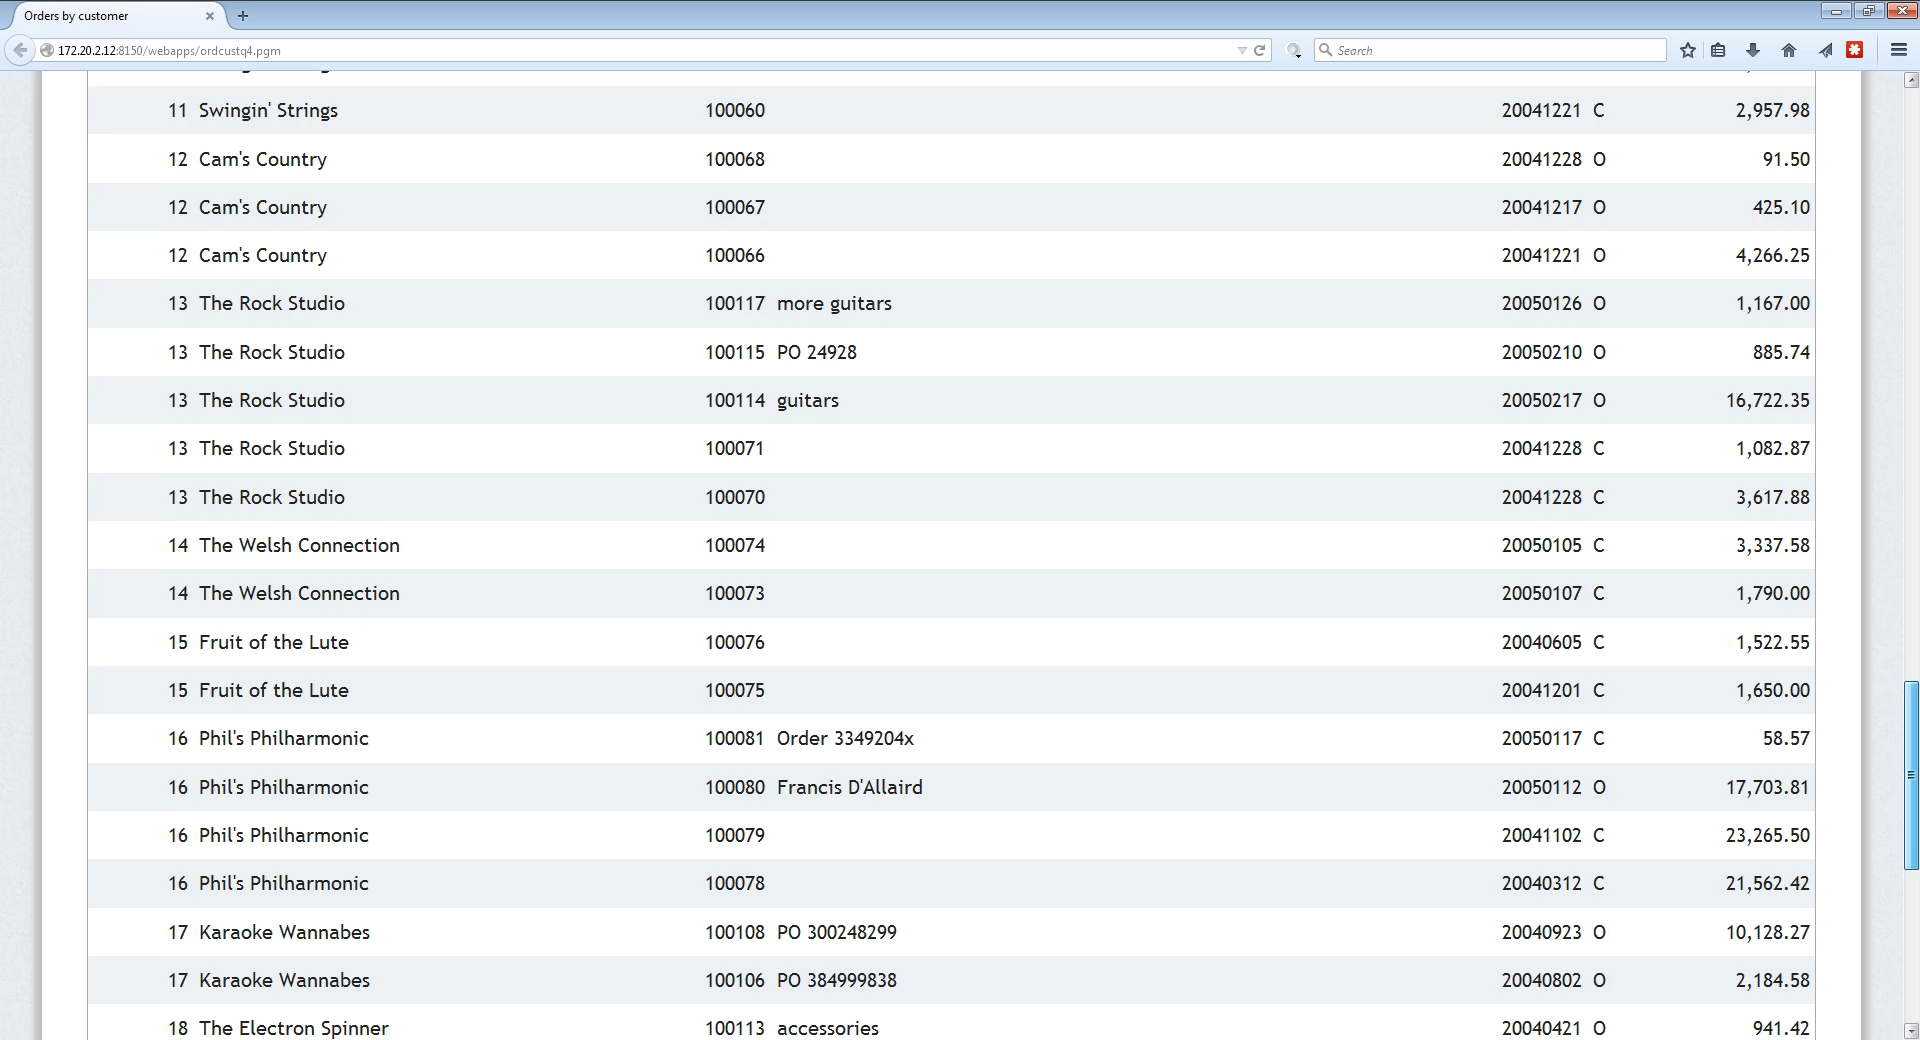 Orders by customer
172.20.2.12:8150/webapps/ordcustq4.pgm
Search
11 Swingin' Strings 100060 20041221 C 2,957.98
12 Cam's Country 100068 20041228 O 91.50
12 Cam's Country 100067 20041217 O 425.10
12 Cam's Country 100066 20041221 O 4,266.25
13 The Rock Studio 100117 more guitars 20050126 O 1,167.00
13 The Rock Studio 100115 PO 24928 20050210 O 885.74
13 The Rock Studio 100114 guitars 20050217 O 16,722.35
13 The Rock Studio 100071 20041228 C 1,082.87
13 The Rock Studio 100070 20041228 C 3,617.88
14 The Welsh Connection 100074 20050105 C 3,337.58
14 The Welsh Connection 100073 20050107 C 1,790.00
15 Fruit of the Lute 100076 20040605 C 1,522.55
15 Fruit of the Lute 100075 20041201 C 1,650.00
16 Phil's Philharmonic 100081 Order 3349204x 20050117 C 58.57
16 Phil's Philharmonic 100080 Francis D'Allaird 20050112 O 17,703.81
16 Phil's Philharmonic 100079 20041102 C 23,265.50
16 Phil's Philharmonic 100078 20040312 C 21,562.42
17 Karaoke Wannabes 100108 PO 300248299 20040923 O 10,128.27
17 Karaoke Wannabes 100106 PO 384999838 20040802 O 2,184.58
18 The Electron Spinner 100113 accessories 20040421 O 941.42